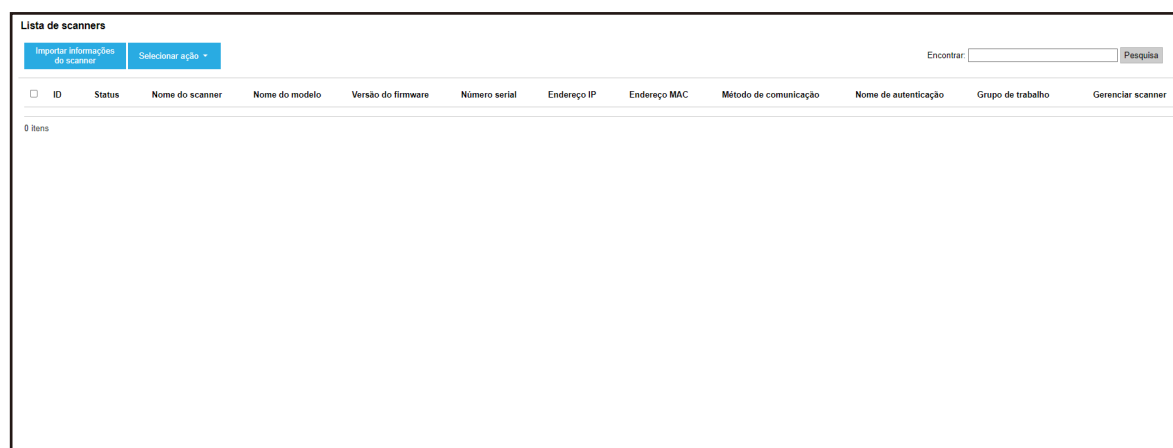 Lista de scanners
Importar informações
do scanner
Selecionar ação
Encontrar:
Pesquisa
ID Status Nome do scanner Nome do modelo Versão do firmware Número serial Endereço IP Endereço MAC Método de comunicação Nome de autenticação Grupo de trabalho Gerenciar scanner
0 itens